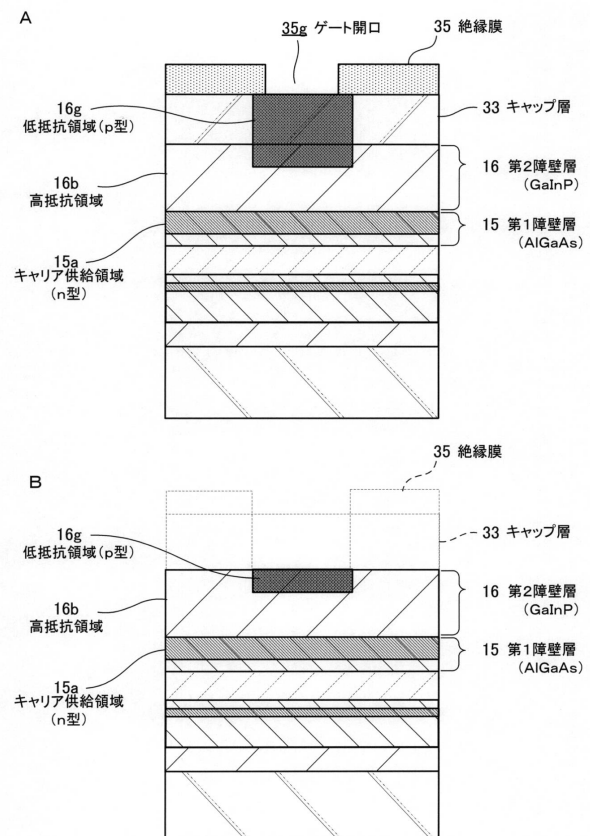 A
35g ゲート開口
35 絶縁膜
16g
低抵抗領域(p型)
33 キャップ層
16b
高抵抗領域
16 第2障壁層
(GaInP)
15a
キャリア供給領域
(n型)
15 第1障壁層
(AlGaAs)
B
35 絶縁膜
16g
低抵抗領域(p型)
33 キャップ層
16b
高抵抗領域
16 第2障壁層
(GaInP)
15a
キャリア供給領域
(n型)
15 第1障壁層
(AlGaAs)